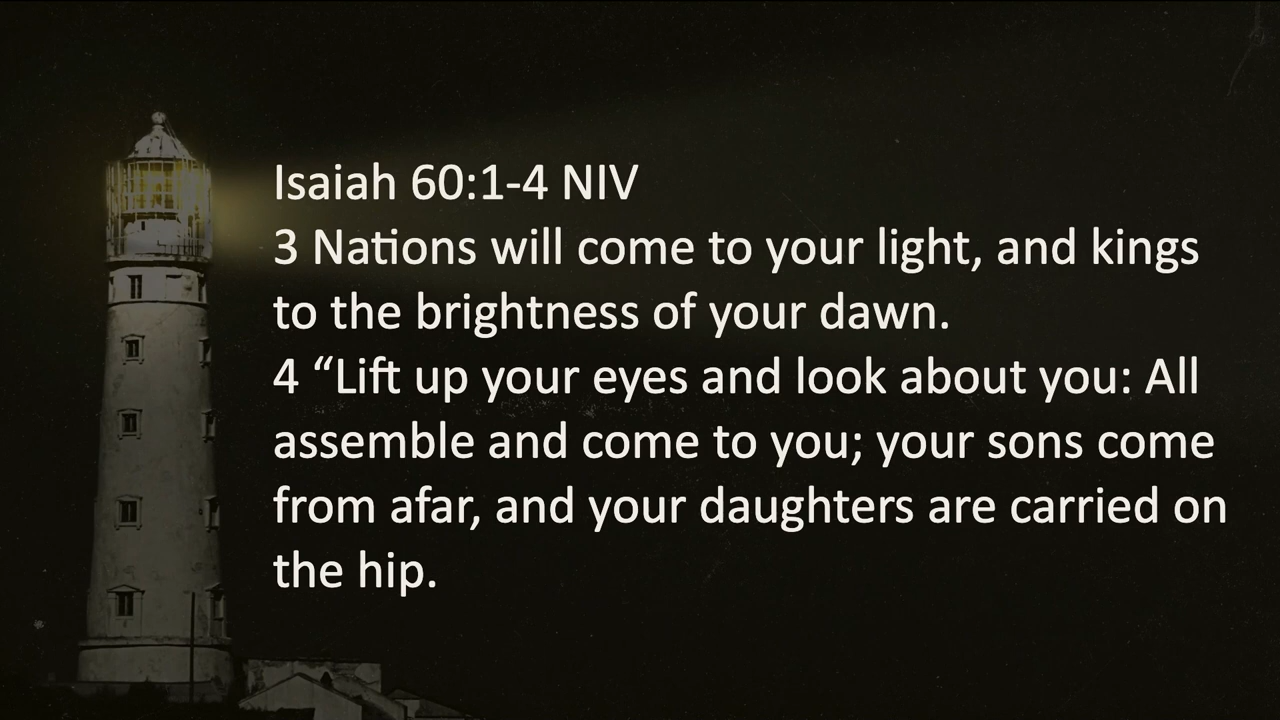 Isaiah 60:1-4 NIV
3 Nations will come to your light, and kings
to the brightness of your dawn.
4 “Lift up your eyes and look about you: All
assemble and come to you; your sons come
from afar, and your daughters are carried on
the hip.